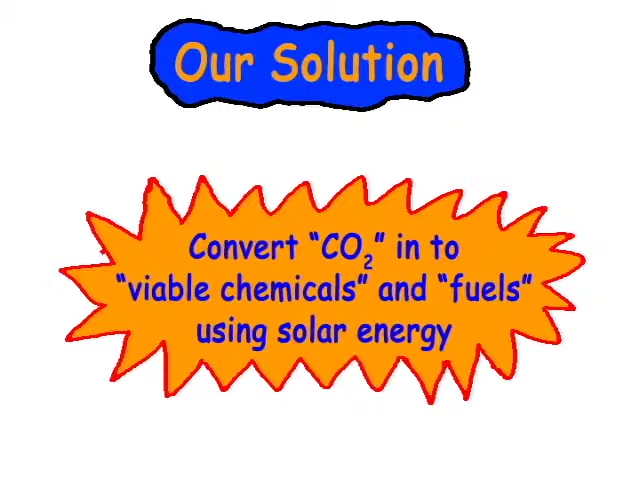 Our Solution
Convert “CO₂” in to
“viable chemicals” and “fuels”
using solar energy